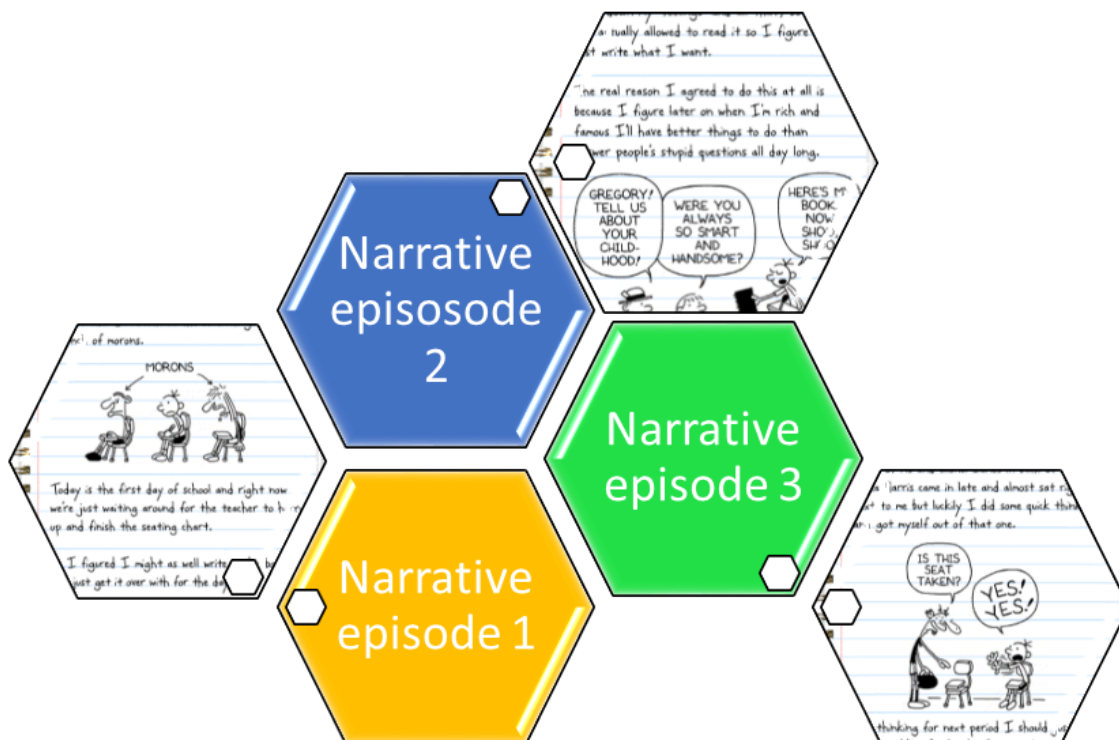 actually allowed to read it so I figure
write what I want.
The real reason I agreed to do this at all is
because I figure later on when I'm rich and
famous I'll have better things to do than
people's stupid questions all day long.
GREGORY!
TELL US
ABOUT
YOUR
CHILD-
HOOD!
WERE YOU
ALWAYS
SO SMART
AND
HANDSOME?
HERE'S
BOOK.
NOW
Narrative
episosode
2
of morons.
MORONS
Today is the first day of school and right now
we're just waiting around for the teacher to
up and finish the seating chart.
I figured I might as well write
just get it over with for the
Narrative
episode 3
Narrative
episode 1
came in late and almost sat
to me but luckily I did some quick
got myself out of that one.
IS THIS
SEAT
TAKEN?
YES!
YES!
thinking for next period I should